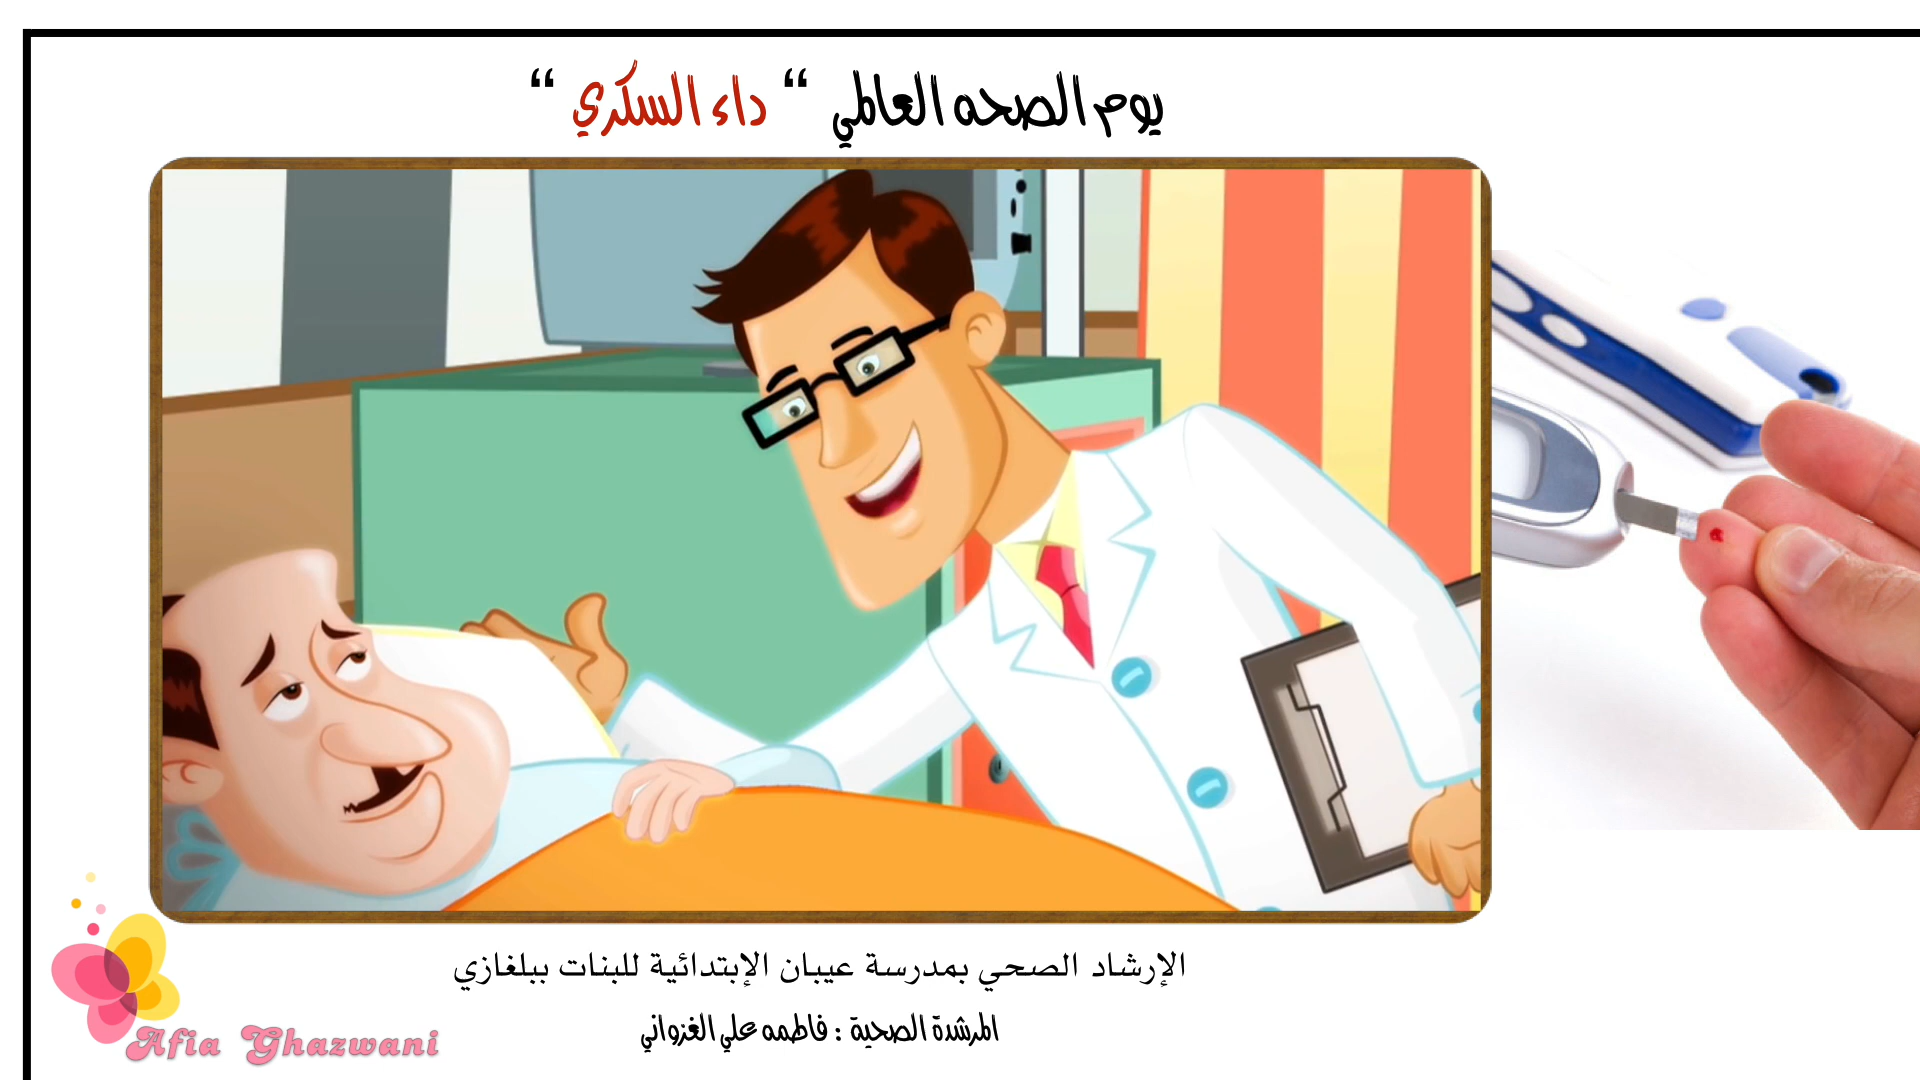 يوم الصحه العالمي “ داء السكري “
الإرشاد الصحي بمدرسة عيبان الإبتدائية للبنات ببلغازي
المرشدة الصحية : فاطمه علي الغزواني
Afia Ghazwani